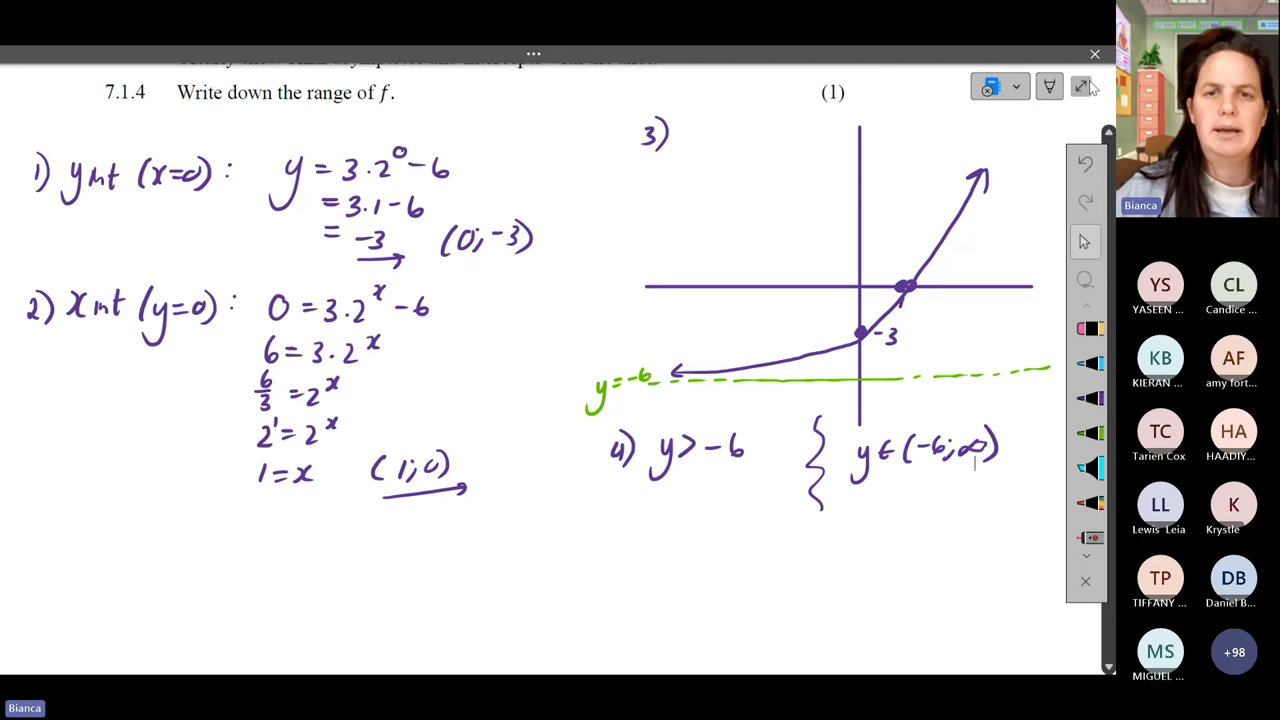 7.1.4 Write down the range of f. (1)
1) y int (x=0) : y = 3.2⁰ - 6
= 3.1 - 6
= -3 (0; -3)
2) x int (y=0) : 0 = 3.2ˣ - 6
6 = 3.2ˣ
6/3 = 2ˣ
2¹ = 2ˣ
1 = x (1; 0)
3)
-3
y = -6
4) y > -6 y ∈ (-6; ∞)
Bianca
YS
YASEEN ...
CL
Candice ...
KB
KIERAN ...
AF
amy fort...
TC
Tarien Cox
HA
HAADIY...
LL
Lewis Leia
K
Krystle
TP
TIFFANY ...
DB
Daniel B...
MS
MIGUEL ...
+98
Bianca